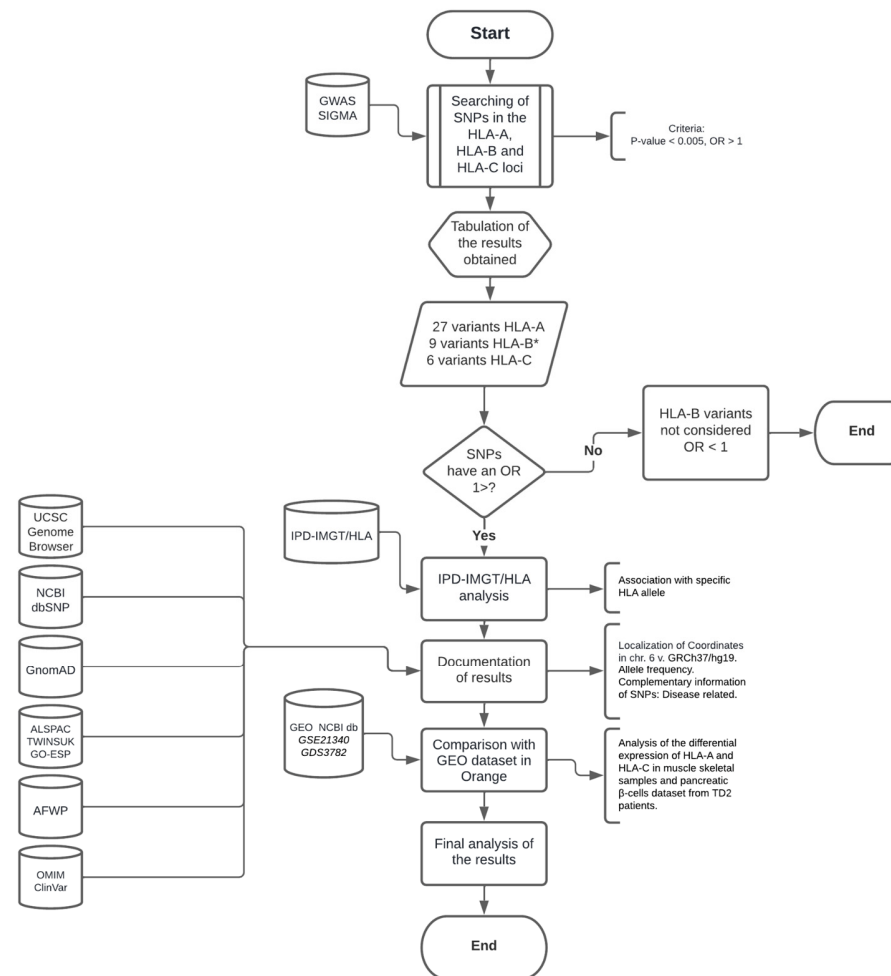 Start
GWAS
SIGMA
Searching of
SNPs in the
HLA-A,
HLA-B and
HLA-C loci
Criteria:
P-value < 0.005, OR > 1
Tabulation of
the results
obtained
27 variants HLA-A
9 variants HLA-B*
6 variants HLA-C
SNPs
have an OR
1>?
No
HLA-B variants
not considered
OR < 1
End
Yes
IPD-IMGT/HLA
IPD-IMGT/HLA
analysis
Association with specific
HLA allele
UCSC
Genome
Browser
NCBI
dbSNP
GnomAD
ALSPAC
TWINSUK
GO-ESP
AFWP
OMIM
ClinVar
Documentation
of results
Localization of Coordinates
in chr. 6 v. GRCh37/hg19.
Allele frequency.
Complementary information
of SNPs: Disease related.
GEO NCBI db
GSE21340
GDS3782
Comparison with
GEO dataset in
Orange
Analysis of the differential
expression of HLA-A and
HLA-C in muscle skeletal
samples and pancreatic
β-cells dataset from TD2
patients.
Final analysis of
the results
End